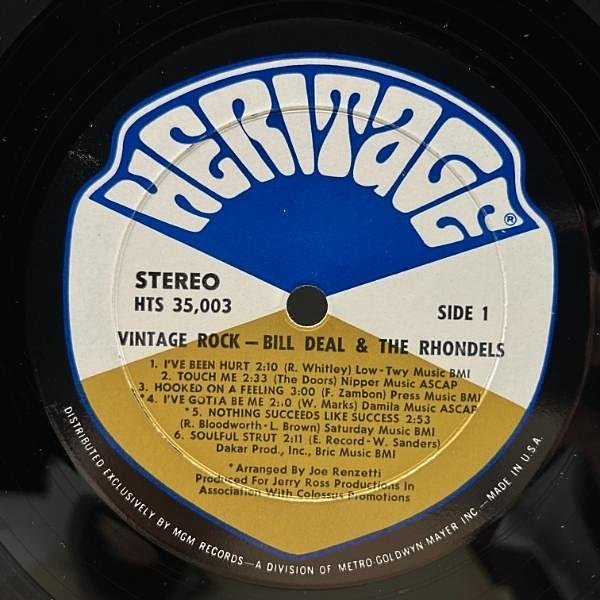 HERITAGE®
STEREO
HTS 35,003
SIDE 1
VINTAGE ROCK — BILL DEAL & THE RHONDELS
1. I'VE BEEN HURT 2:10 (R. Whitley) Low-Twy Music BMI
2. TOUCH ME 2:33 (The Doors) Nipper Music ASCAP
3. HOOKED ON A FEELING 3:00 (F. Zambon) Press Music BMI
*4. I'VE GOTTA BE ME 2:.0 (W. Marks) Damila Music ASCAP
*5. NOTHING SUCCEEDS LIKE SUCCESS 2:53
(R. Bloodworth-L. Brown) Saturday Music BMI
6. SOULFUL STRUT 2:11 (E. Record-W. Sanders)
Dakar Prod., Inc., Bric Music BMI
*Arranged By Joe Renzetti
Produced For Jerry Ross Productions In
Association With Colossus Promotions
DISTRIBUTED EXCLUSIVELY BY MGM RECORDS—A DIVISION OF METRO-GOLDWYN MAYER INC.—MADE IN U.S.A.